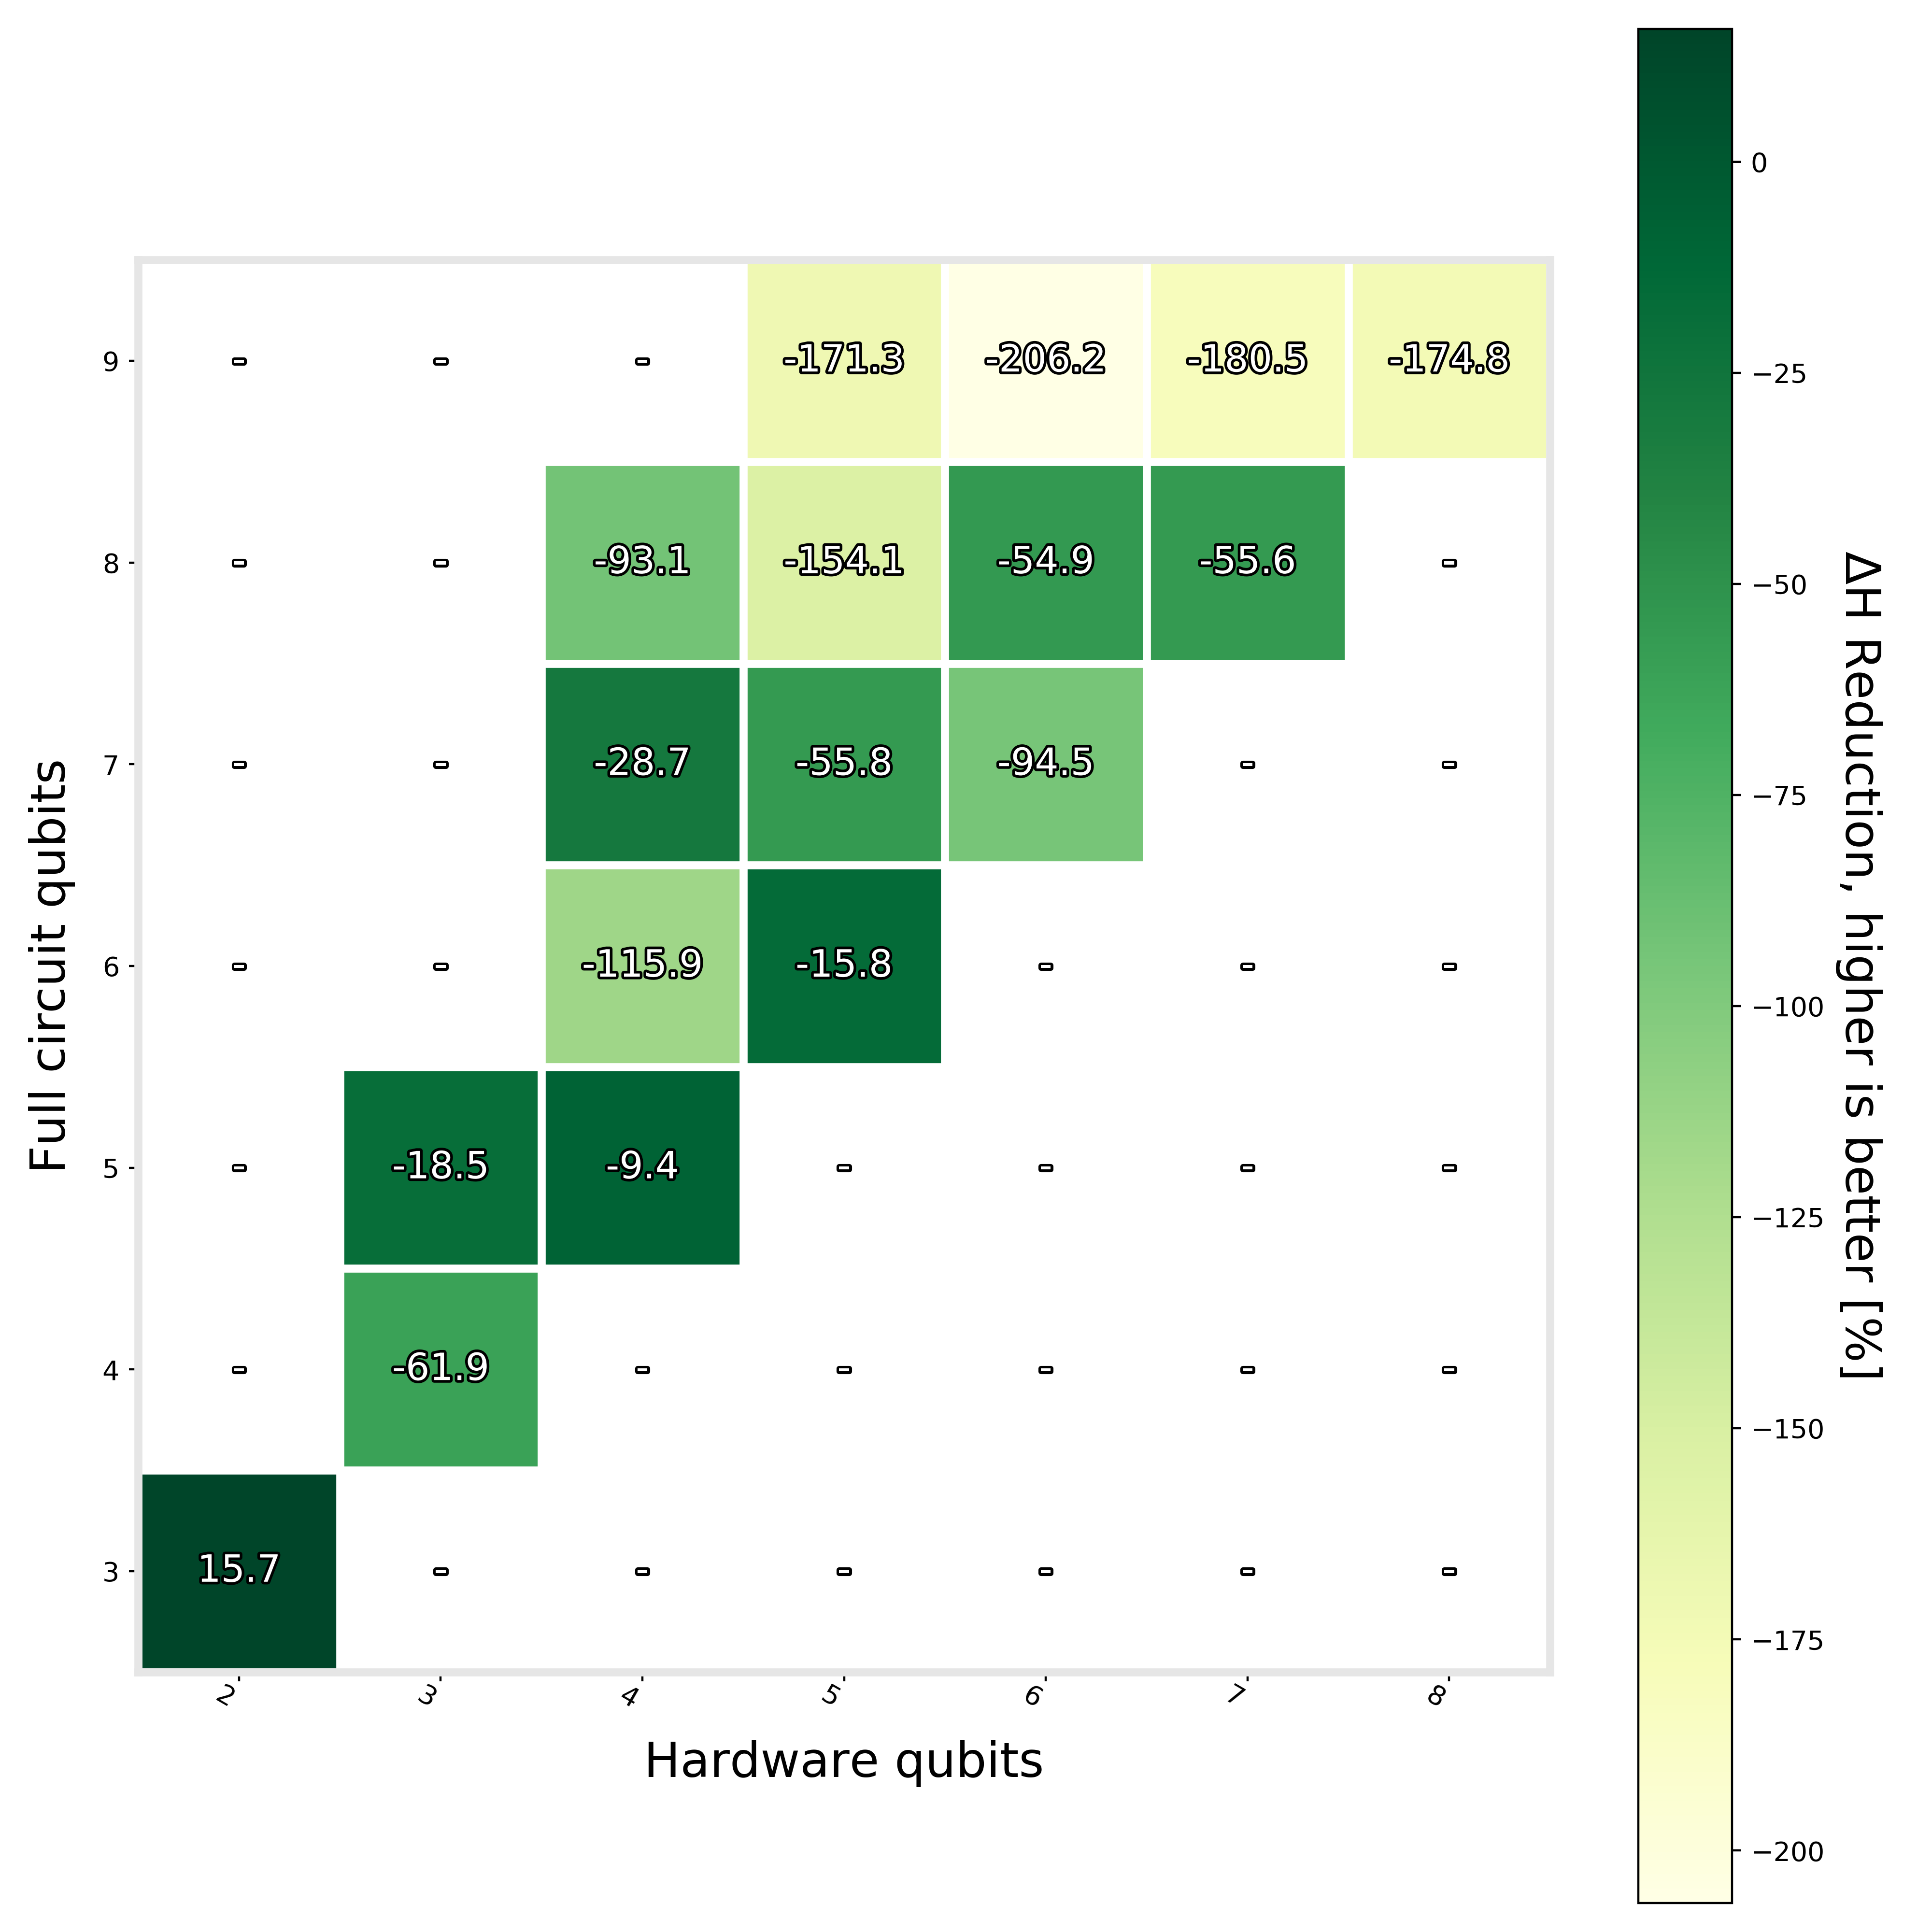 9 - - - -171.3 -206.2 -180.5 -174.8
8 - - -93.1 -154.1 -54.9 -55.6 -
7 - - -28.7 -55.8 -94.5 - -
6 - - -115.9 -15.8 - - -
5 - -18.5 -9.4 - - - -
4 - -61.9 - - - - -
3 15.7 - - - - - -
2 3 4 5 6 7 8
Hardware qubits
Full circuit qubits
0
−25
−50
−75
−100
−125
−150
−175
−200
ΔH Reduction, higher is better [%]